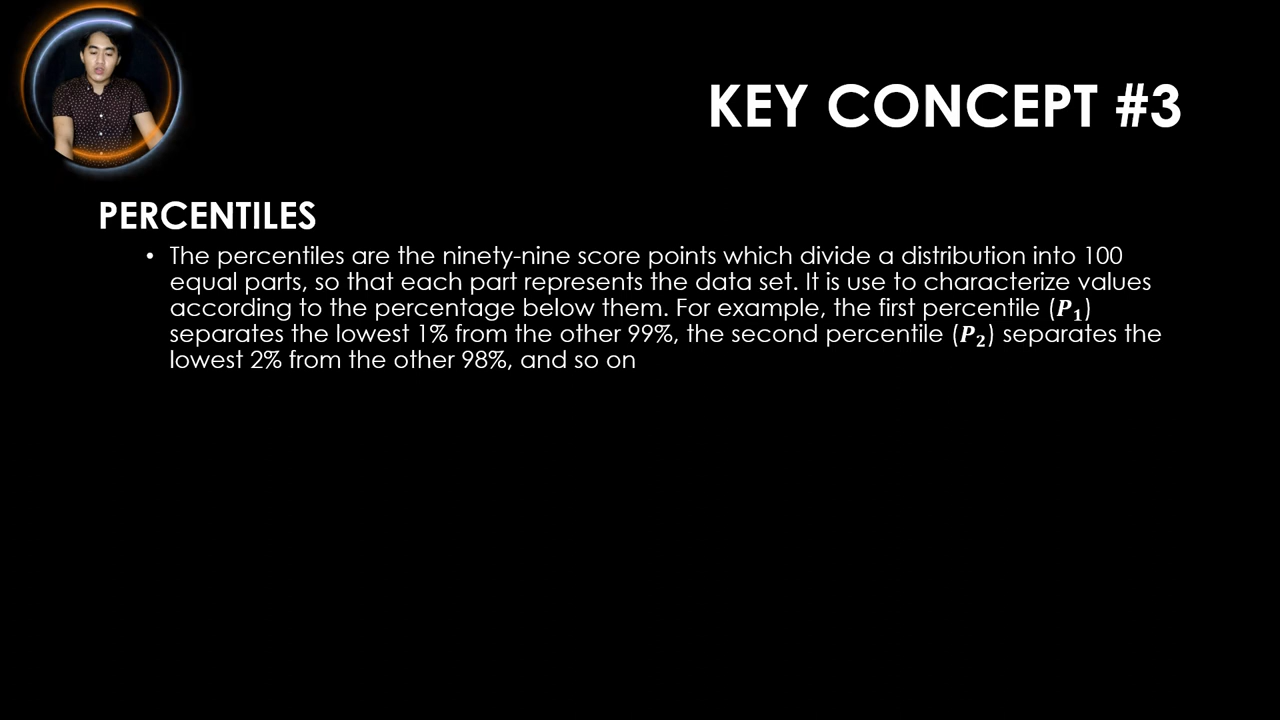 KEY CONCEPT #3
PERCENTILES
• The percentiles are the ninety-nine score points which divide a distribution into 100
equal parts, so that each part represents the data set. It is use to characterize values
according to the percentage below them. For example, the first percentile (P₁)
separates the lowest 1% from the other 99%, the second percentile (P₂) separates the
lowest 2% from the other 98%, and so on